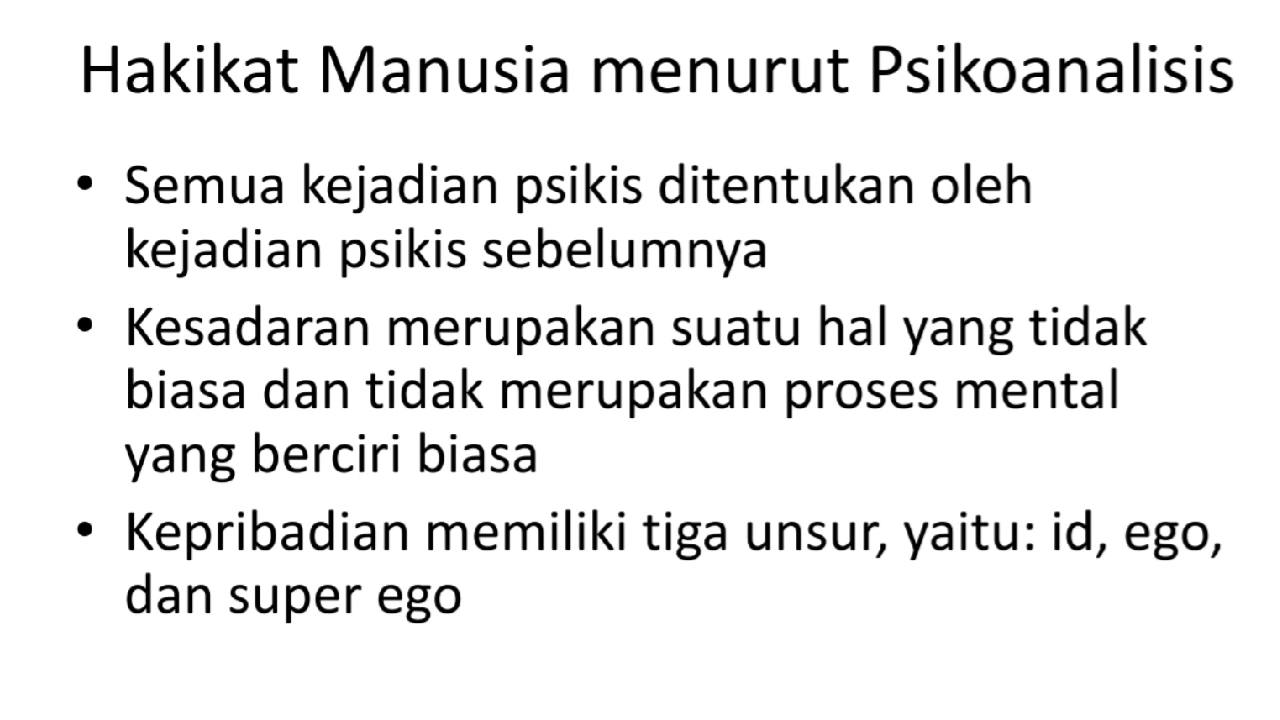 Hakikat Manusia menurut Psikoanalisis
• Semua kejadian psikis ditentukan oleh
kejadian psikis sebelumnya
• Kesadaran merupakan suatu hal yang tidak
biasa dan tidak merupakan proses mental
yang berciri biasa
• Kepribadian memiliki tiga unsur, yaitu: id, ego,
dan super ego